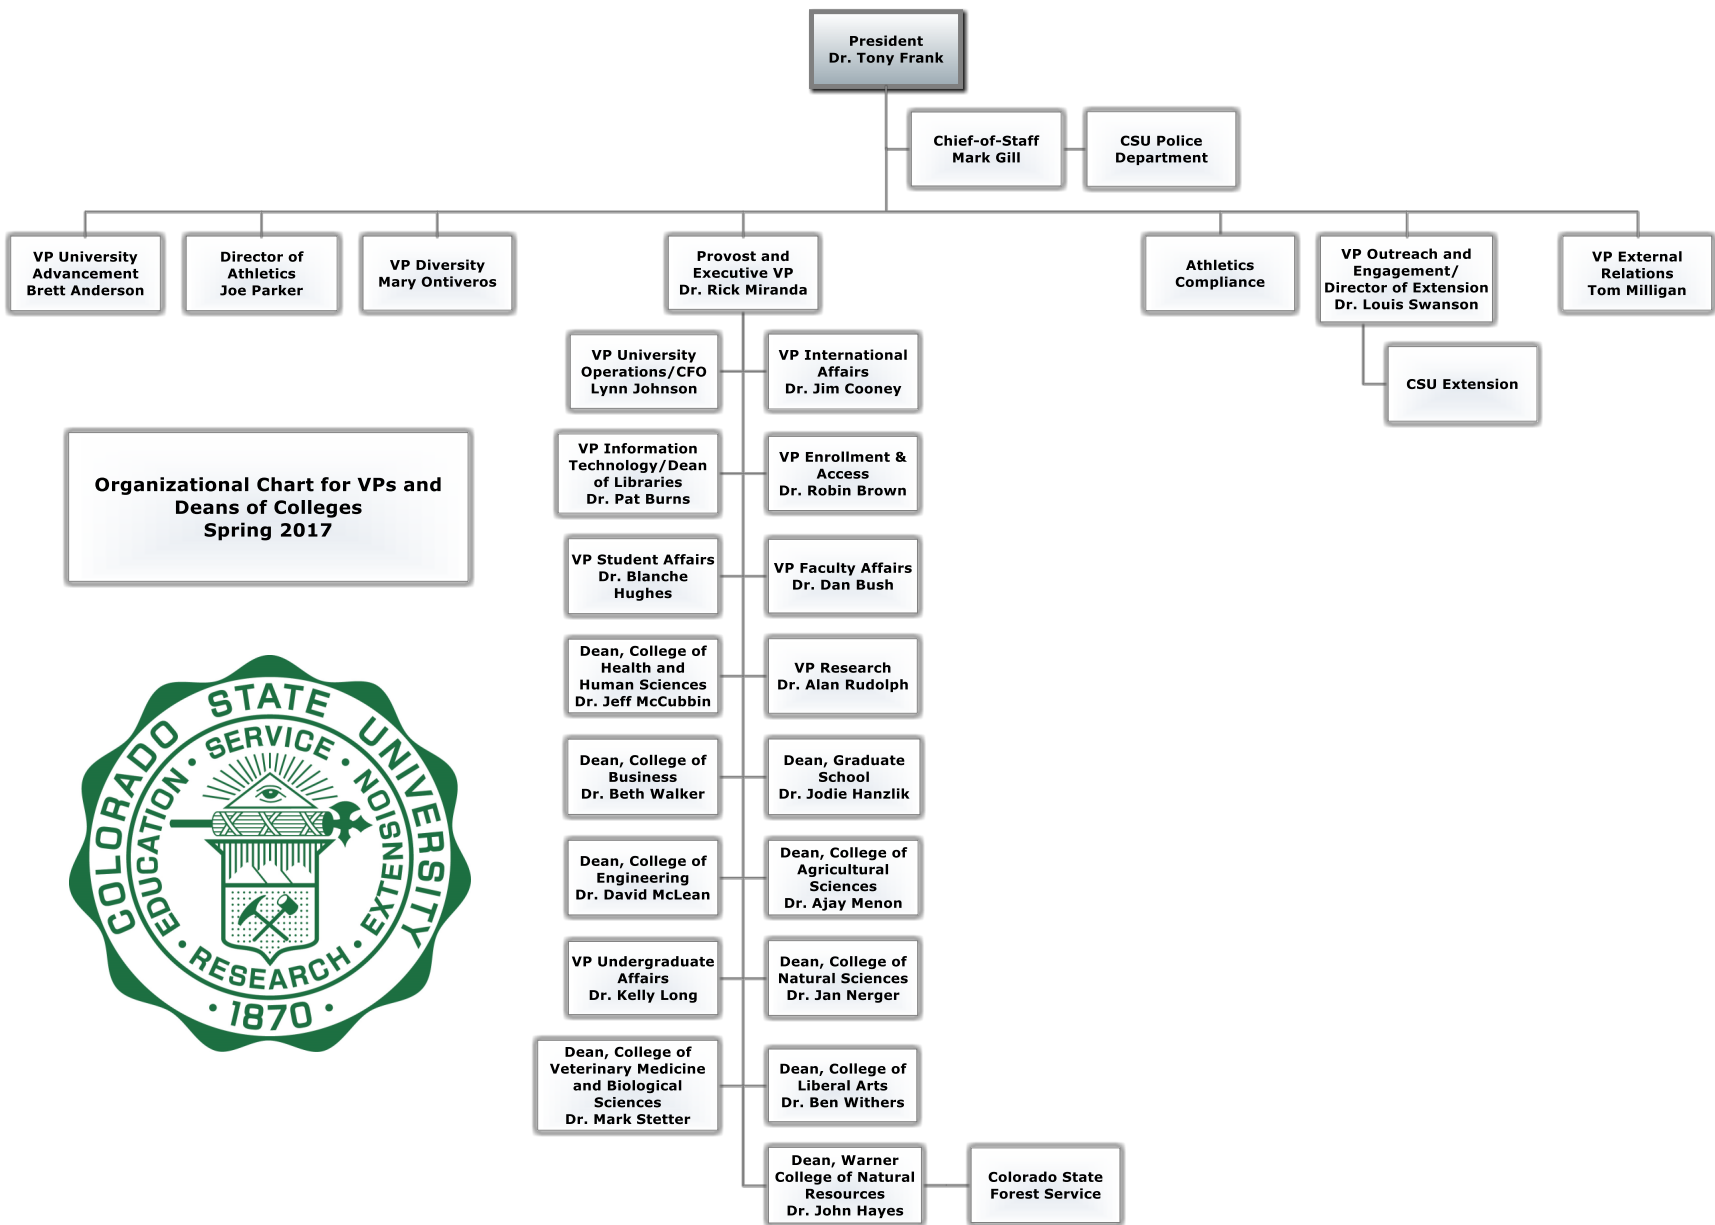 President
Dr. Tony Frank
Chief-of-Staff
Mark Gill
CSU Police
Department
VP University
Advancement
Brett Anderson
Director of
Athletics
Joe Parker
VP Diversity
Mary Ontiveros
Provost and
Executive VP
Dr. Rick Miranda
Athletics
Compliance
VP Outreach and
Engagement/
Director of Extension
Dr. Louis Swanson
VP External
Relations
Tom Milligan
CSU Extension
VP University
Operations/CFO
Lynn Johnson
VP International
Affairs
Dr. Jim Cooney
VP Information
Technology/Dean
of Libraries
Dr. Pat Burns
VP Enrollment &
Access
Dr. Robin Brown
Organizational Chart for VPs and
Deans of Colleges
Spring 2017
VP Student Affairs
Dr. Blanche
Hughes
VP Faculty Affairs
Dr. Dan Bush
Dean, College of
Health and
Human Sciences
Dr. Jeff McCubbin
VP Research
Dr. Alan Rudolph
Dean, College of
Business
Dr. Beth Walker
Dean, Graduate
School
Dr. Jodie Hanzlik
Dean, College of
Engineering
Dr. David McLean
Dean, College of
Agricultural
Sciences
Dr. Ajay Menon
VP Undergraduate
Affairs
Dr. Kelly Long
Dean, College of
Natural Sciences
Dr. Jan Nerger
Dean, College of
Veterinary Medicine
and Biological
Sciences
Dr. Mark Stetter
Dean, College of
Liberal Arts
Dr. Ben Withers
Dean, Warner
College of Natural
Resources
Dr. John Hayes
Colorado State
Forest Service
COLORADO STATE UNIVERSITY
EDUCATION • SERVICE • EXTENSION • RESEARCH •
• 1870 •